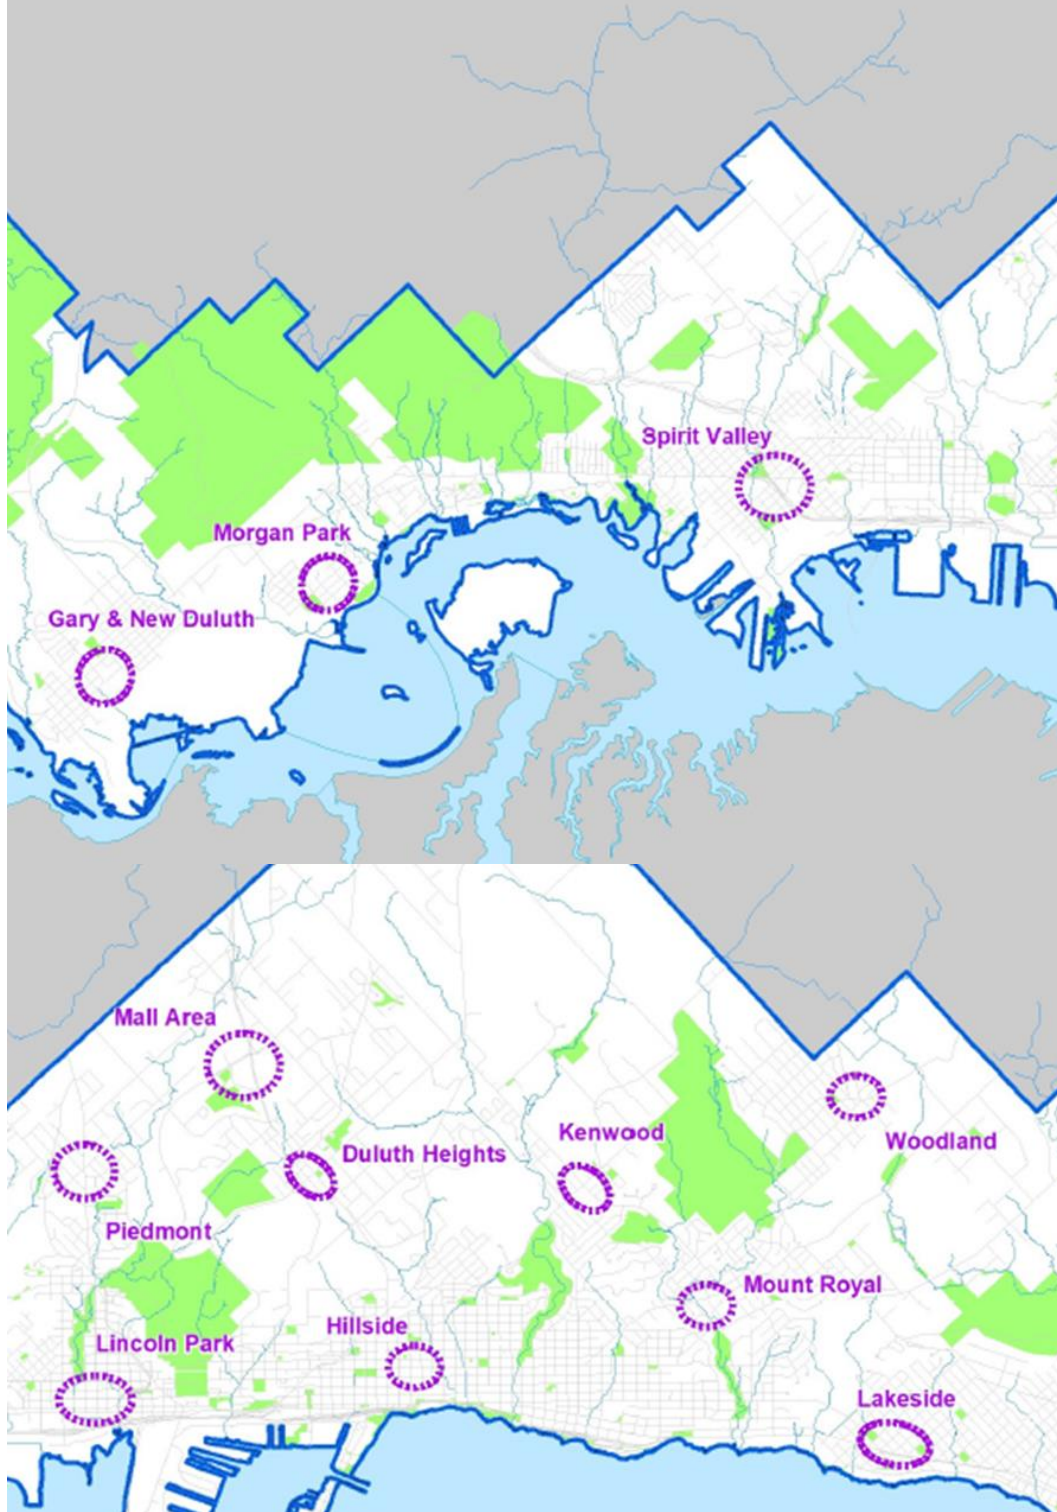 Spirit Valley
Morgan Park
Gary & New Duluth
Mall Area
Kenwood
Woodland
Duluth Heights
Piedmont
Mount Royal
Hillside
Lincoln Park
Lakeside